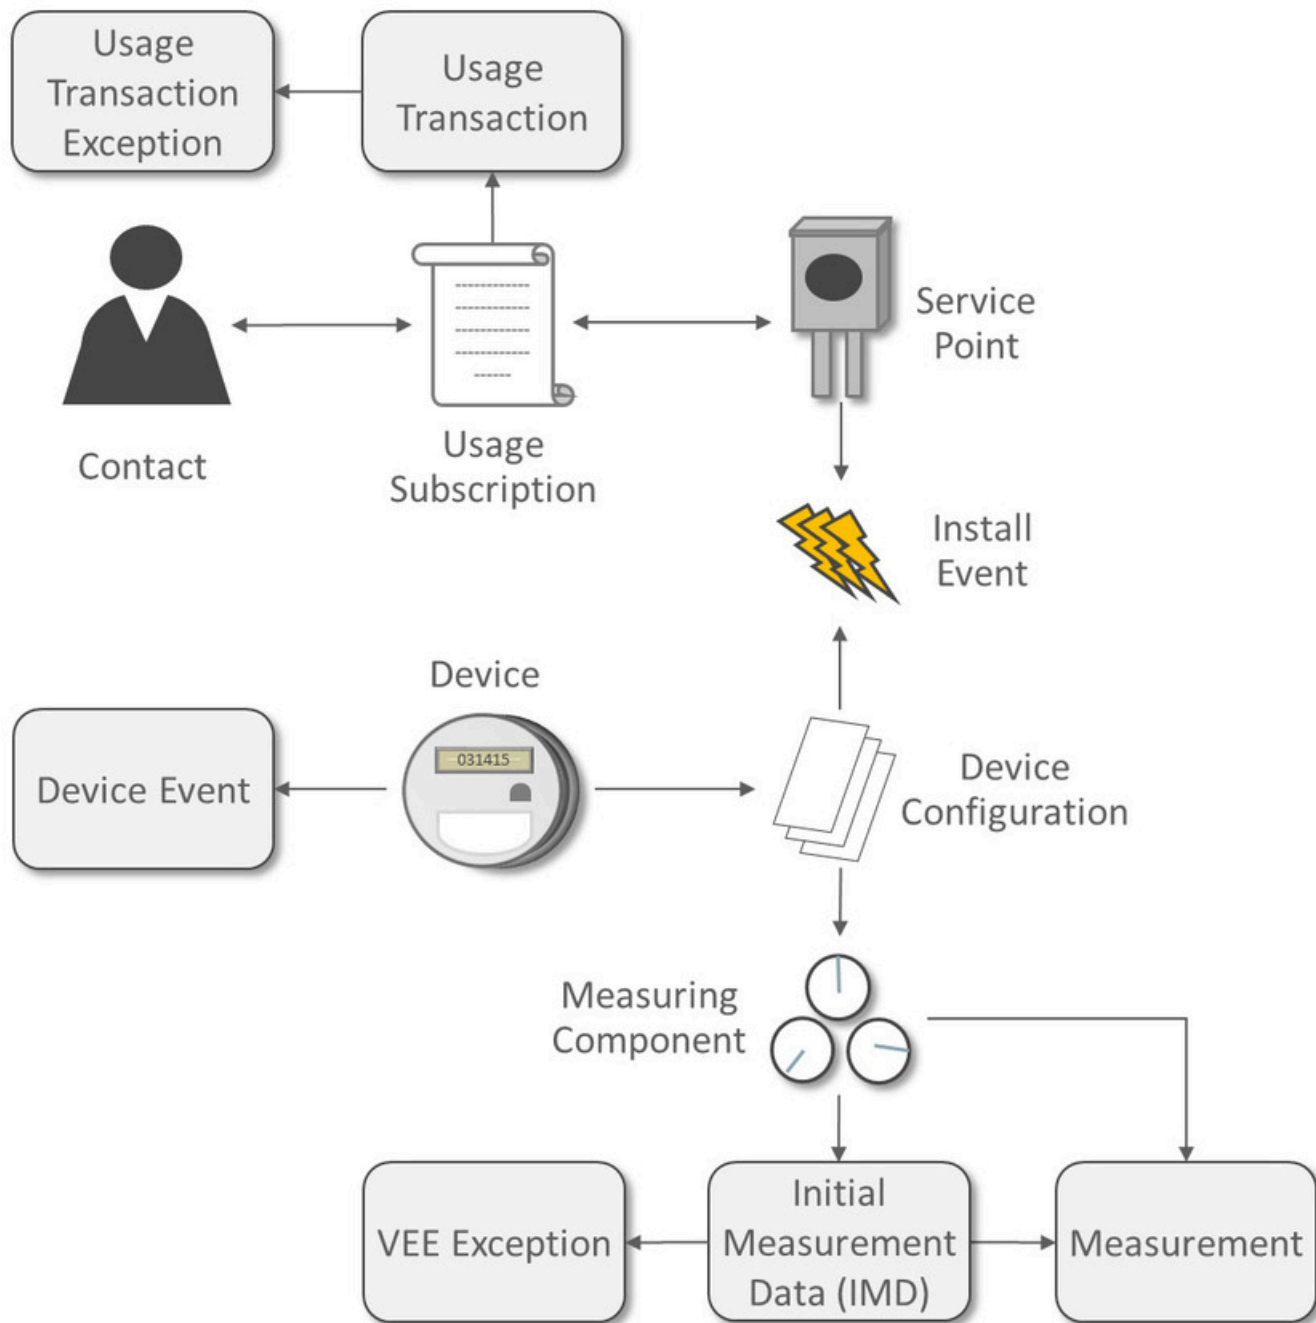 Usage
Transaction
Exception
Usage
Transaction
Service
Point
Contact
Usage
Subscription
Install
Event
Device
031415
Device Event
Device
Configuration
Measuring
Component
VEE Exception
Initial
Measurement
Data (IMD)
Measurement